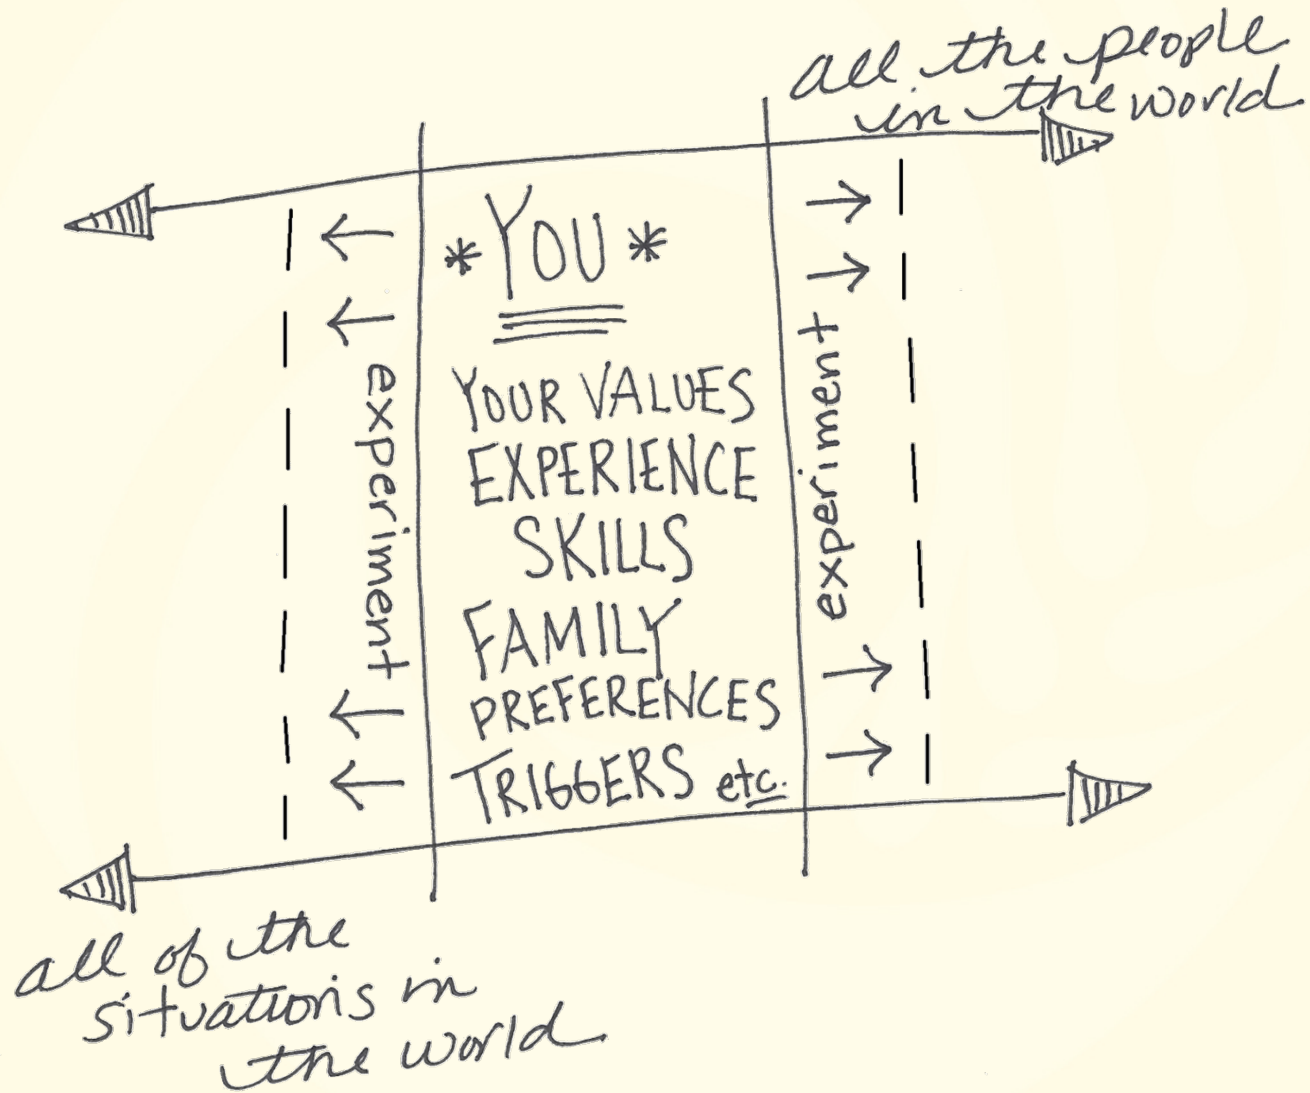 all the people
in the world
* YOU *
YOUR VALUES
EXPERIENCE
SKILLS
FAMILY
PREFERENCES
TRIGGERS etc.
experiment
experiment
all of the
situations in
the world